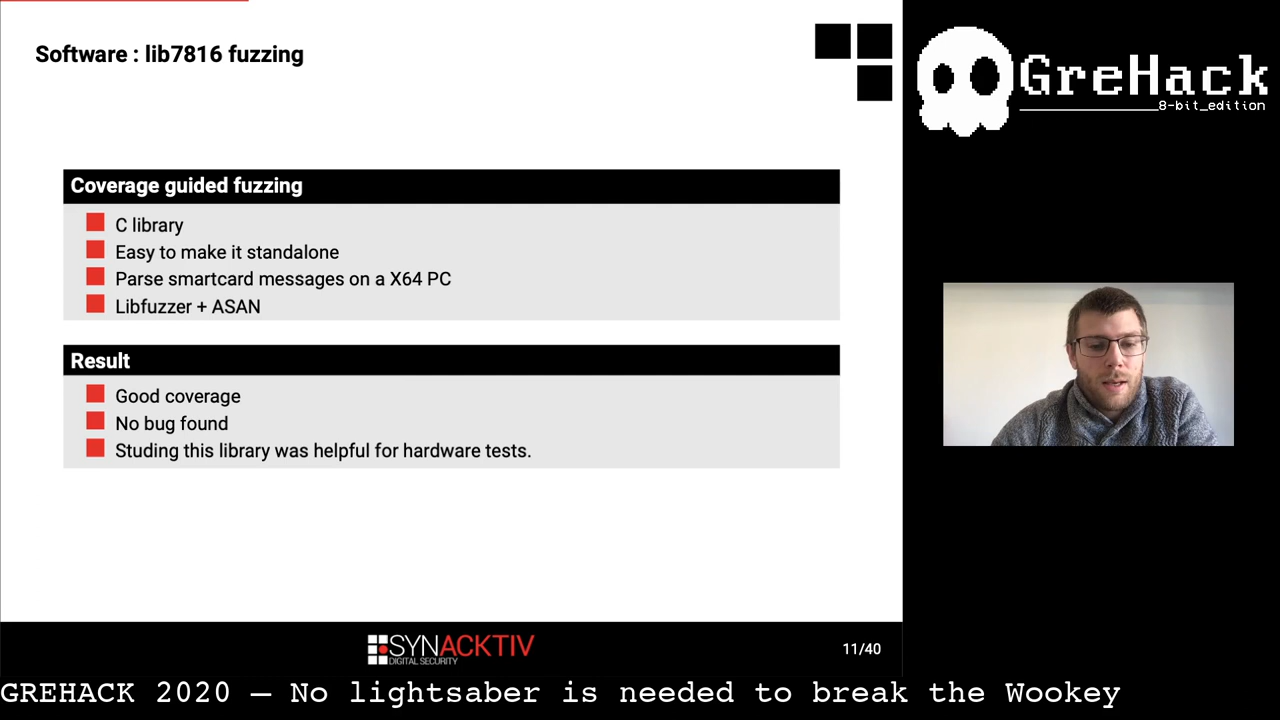 Software : lib7816 fuzzing
GreHack
8-bit_edition
Coverage guided fuzzing
C library
Easy to make it standalone
Parse smartcard messages on a X64 PC
Libfuzzer + ASAN
Result
Good coverage
No bug found
Studing this library was helpful for hardware tests.
SYNACKTIV
DIGITAL SECURITY
11/40
GREHACK 2020 — No lightsaber is needed to break the Wookey